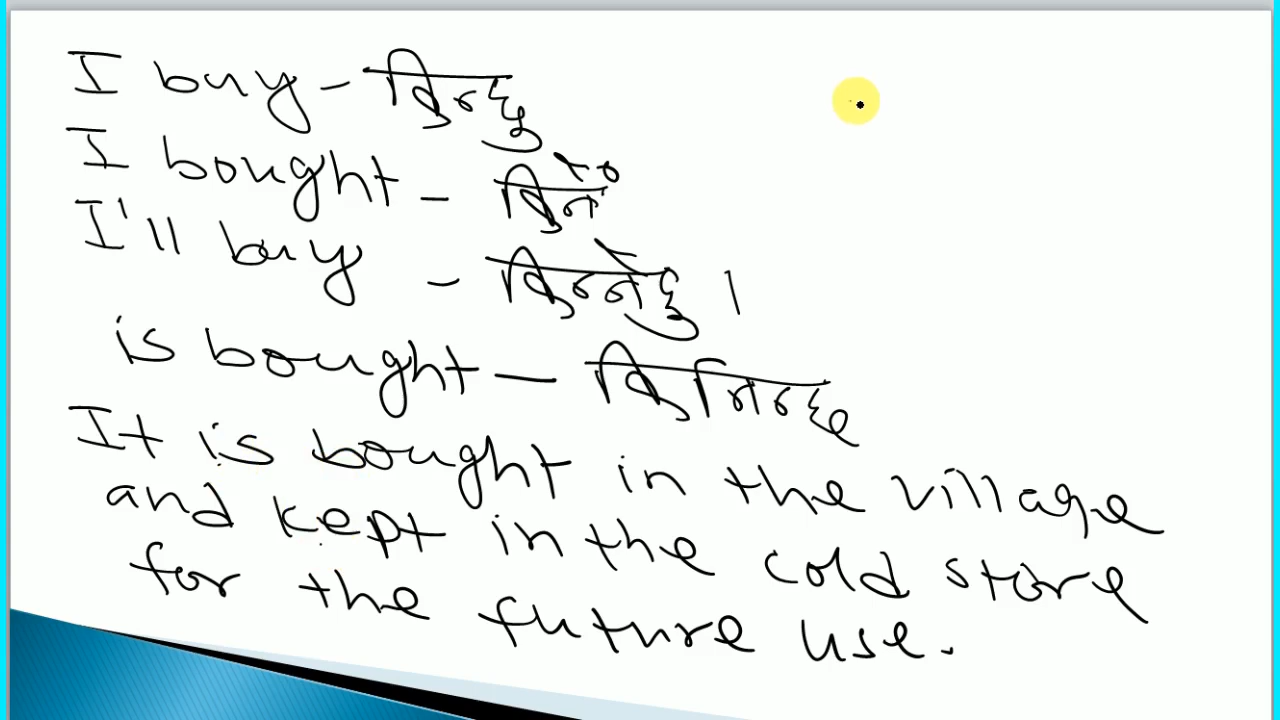 I buy - किन्छु
I bought - किनें
I'll buy - किन्नेछु ।
is bought - किनिन्छ
It is bought in the village
and kept in the cold store
for the future use.